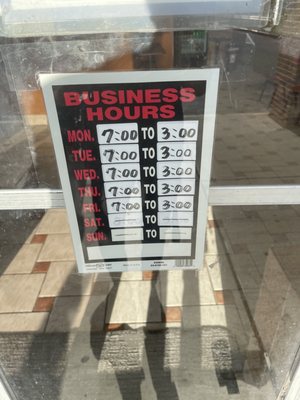 BUSINESS
HOURS
MON. 7:00 TO 3:00
TUE. 7:00 TO 3:00
WED. 7:00 TO 3:00
THU. 7:00 TO 3:00
FRI. 7:00 TO 3:00
SAT. TO
SUN. TO